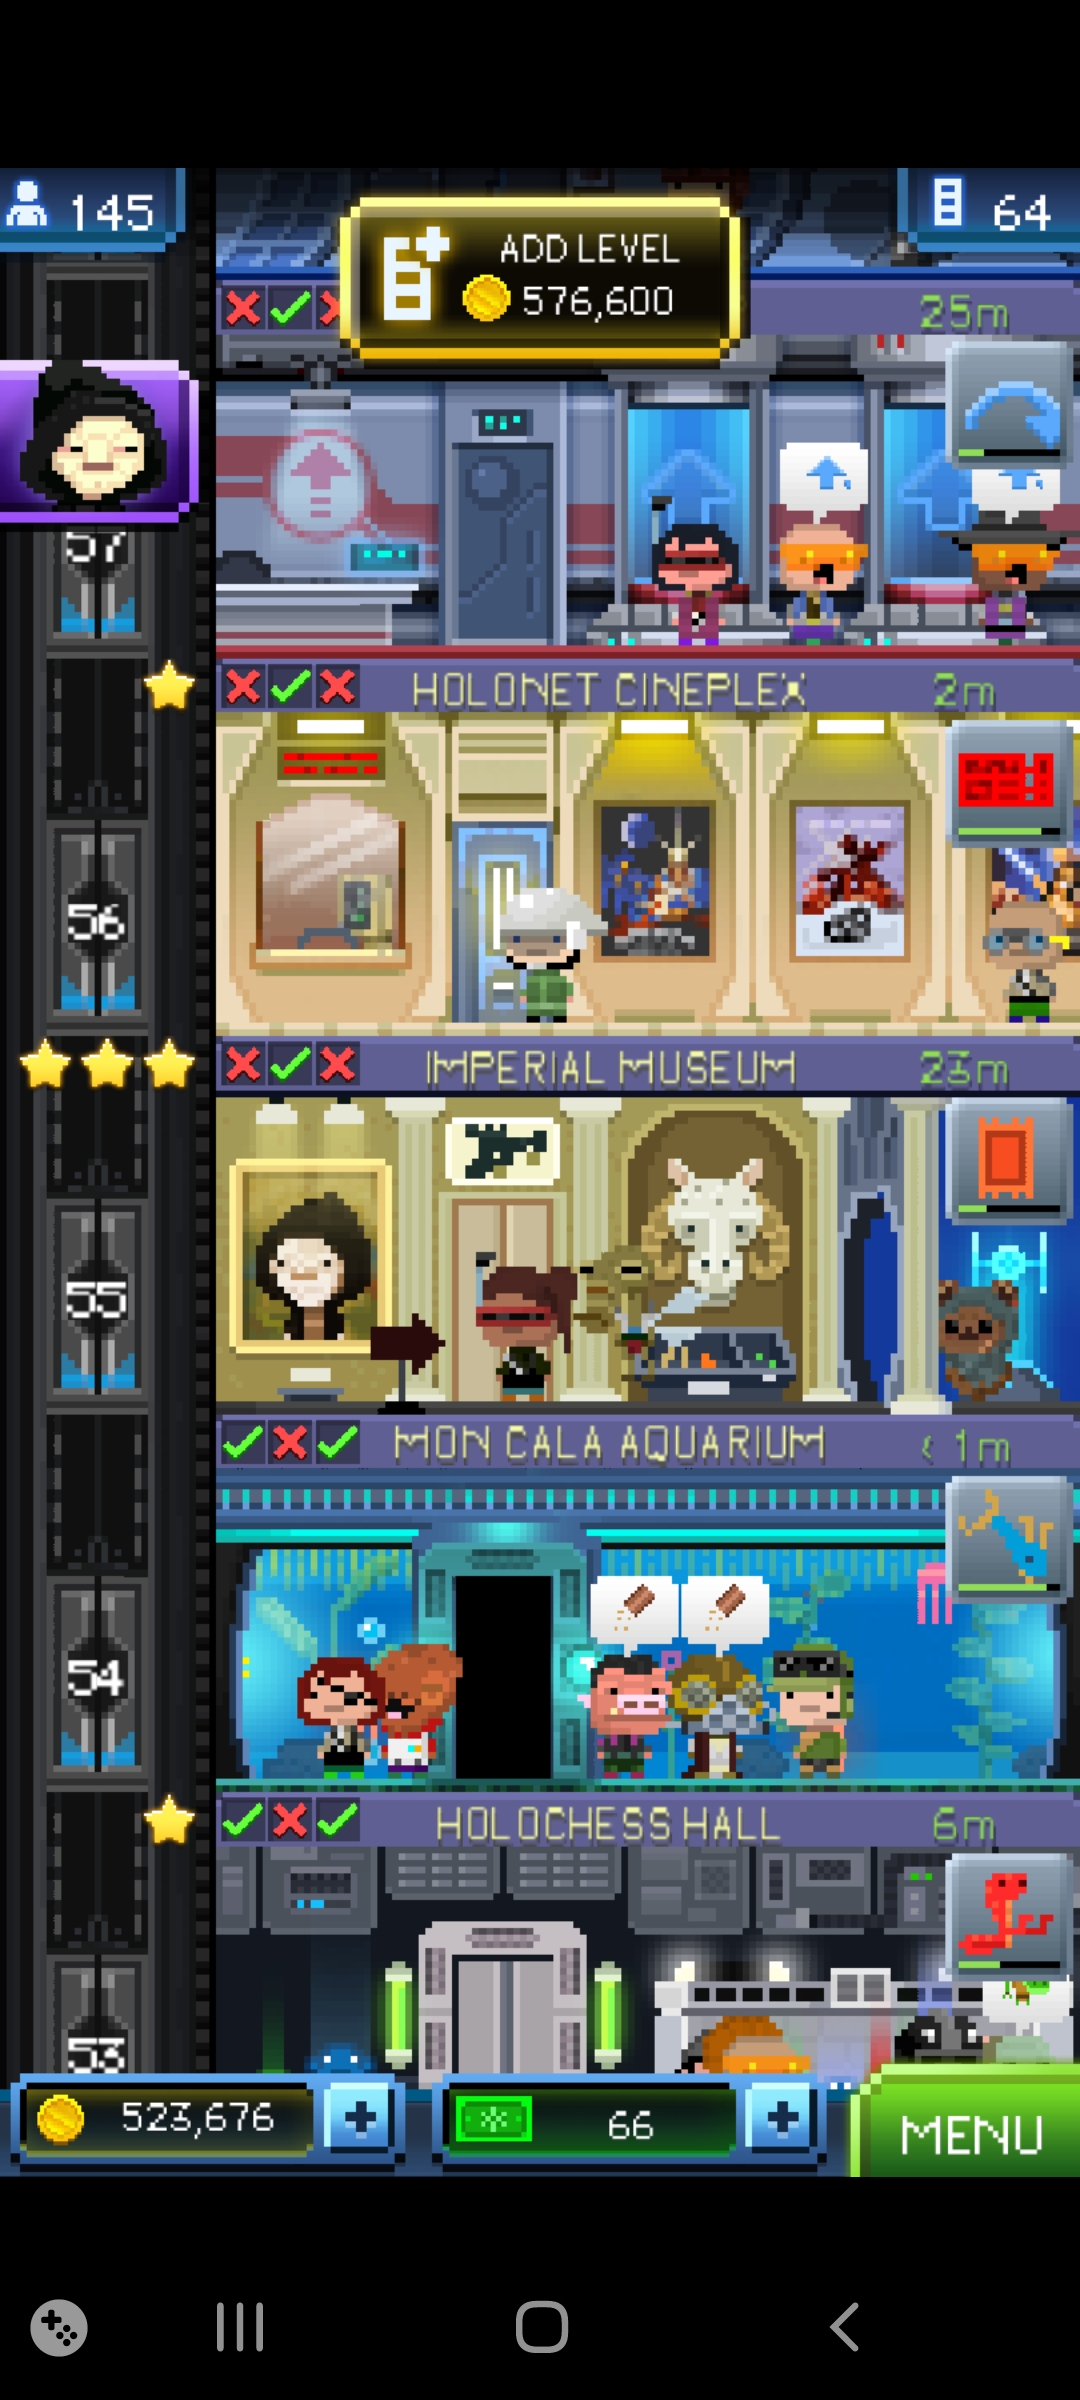 145
ADD LEVEL
576,600
64
25m
57
HOLONET CINEPLEX
2m
56
IMPERIAL MUSEUM
23m
55
MON CALA AQUARIUM
< 1m
54
HOLOCHESS HALL
6m
53
523,676
66
MENU